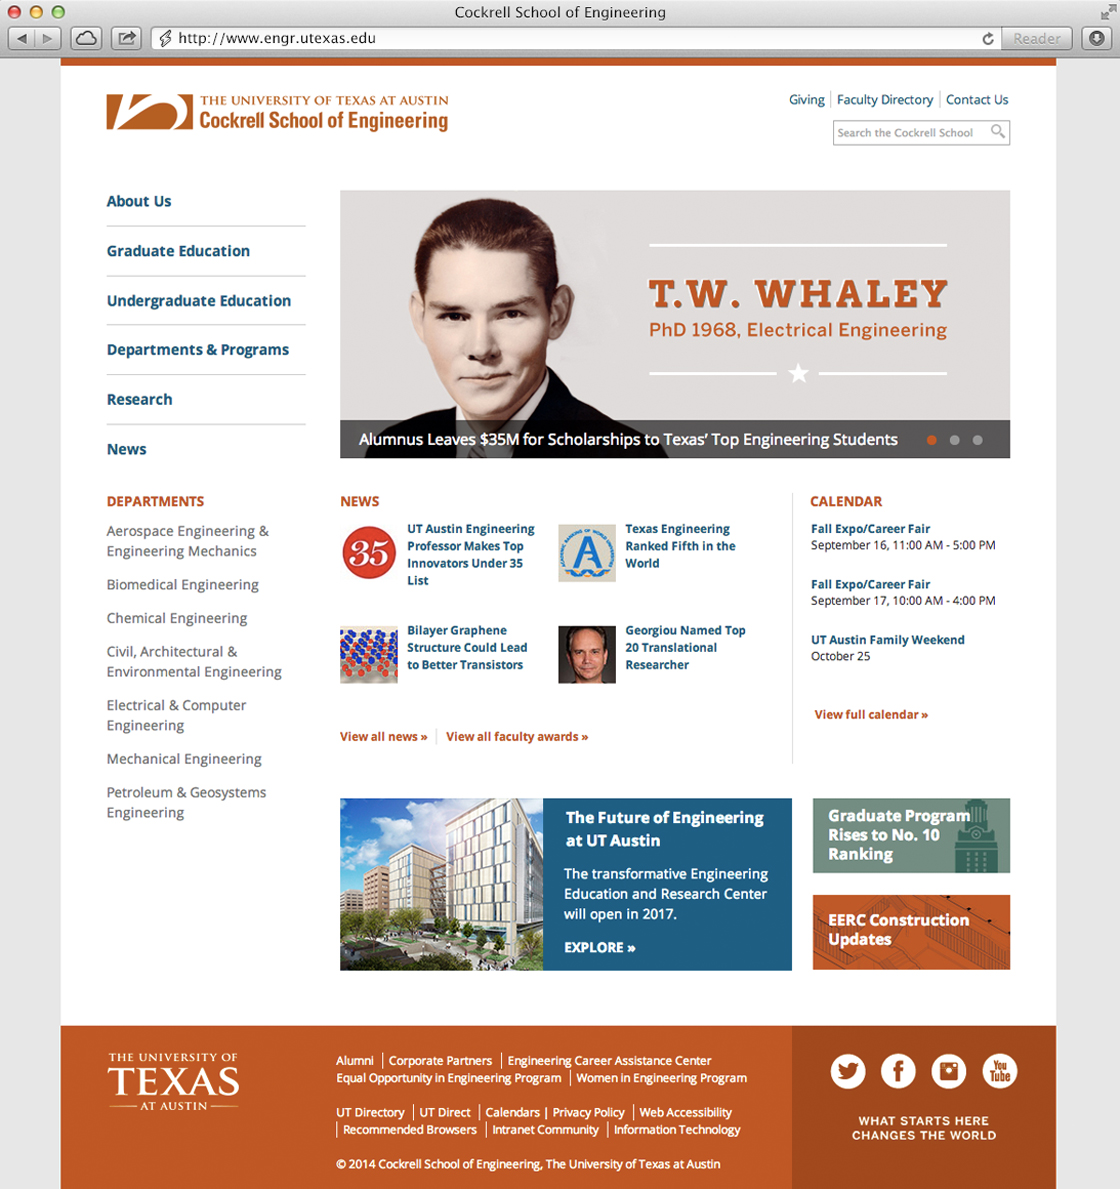 Cockrell School of Engineering
http://www.engr.utexas.edu
Reader
THE UNIVERSITY OF TEXAS AT AUSTIN
Cockrell School of Engineering
Giving
Faculty Directory
Contact Us
Search the Cockrell School
About Us
Graduate Education
Undergraduate Education
Departments & Programs
Research
News
T.W. WHALEY
PhD 1968, Electrical Engineering
Alumnus Leaves $35M for Scholarships to Texas' Top Engineering Students
DEPARTMENTS
Aerospace Engineering &
Engineering Mechanics
Biomedical Engineering
Chemical Engineering
Civil, Architectural &
Environmental Engineering
Electrical & Computer
Engineering
Mechanical Engineering
Petroleum & Geosystems
Engineering
NEWS
35
UT Austin Engineering
Professor Makes Top
Innovators Under 35
List
ACADEMIC RANKING OF WORLD UNIVERSITIES
A
Texas Engineering
Ranked Fifth in the
World
Bilayer Graphene
Structure Could Lead
to Better Transistors
Georgiou Named Top
20 Translational
Researcher
View all news »
View all faculty awards »
CALENDAR
Fall Expo/Career Fair
September 16, 11:00 AM - 5:00 PM
Fall Expo/Career Fair
September 17, 10:00 AM - 4:00 PM
UT Austin Family Weekend
October 25
View full calendar »
The Future of Engineering
at UT Austin
The transformative Engineering
Education and Research Center
will open in 2017.
EXPLORE »
Graduate Program
Rises to No. 10
Ranking
EERC Construction
Updates
THE UNIVERSITY OF
TEXAS
AT AUSTIN
Alumni | Corporate Partners | Engineering Career Assistance Center
Equal Opportunity in Engineering Program | Women in Engineering Program
UT Directory | UT Direct | Calendars | Privacy Policy | Web Accessibility
| Recommended Browsers | Intranet Community | Information Technology
© 2014 Cockrell School of Engineering, The University of Texas at Austin
You
Tube
WHAT STARTS HERE
CHANGES THE WORLD